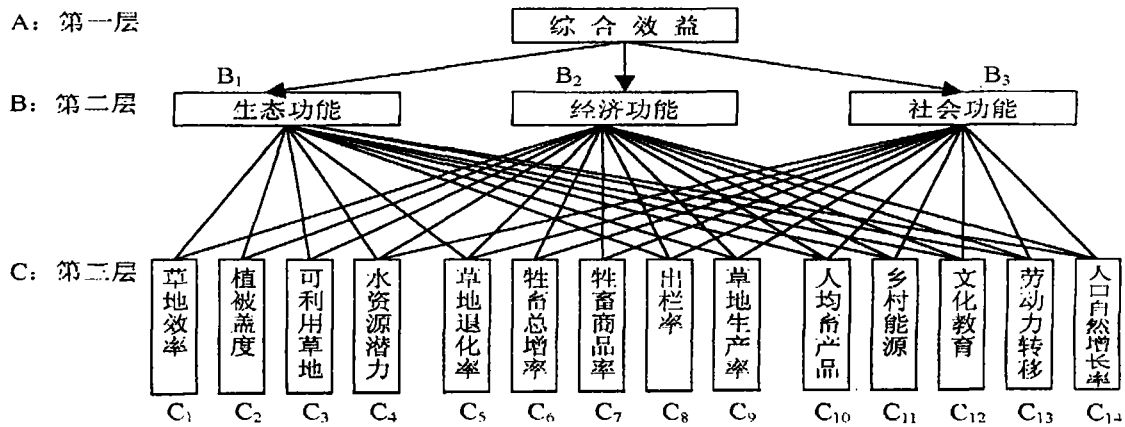 A：第一层
综合效益
B₁
B₂
B₃
B：第二层
生态功能
经济功能
社会功能
C：第三层
草地效率
植被盖度
可利用草地
水资源潜力
草地退化率
牲畜总增率
牲畜商品率
出栏率
草地生产率
人均畜产品
乡村能源
文化教育
劳动力转移
人口自然增长率
C₁
C₂
C₃
C₄
C₅
C₆
C₇
C₈
C₉
C₁₀
C₁₁
C₁₂
C₁₃
C₁₄